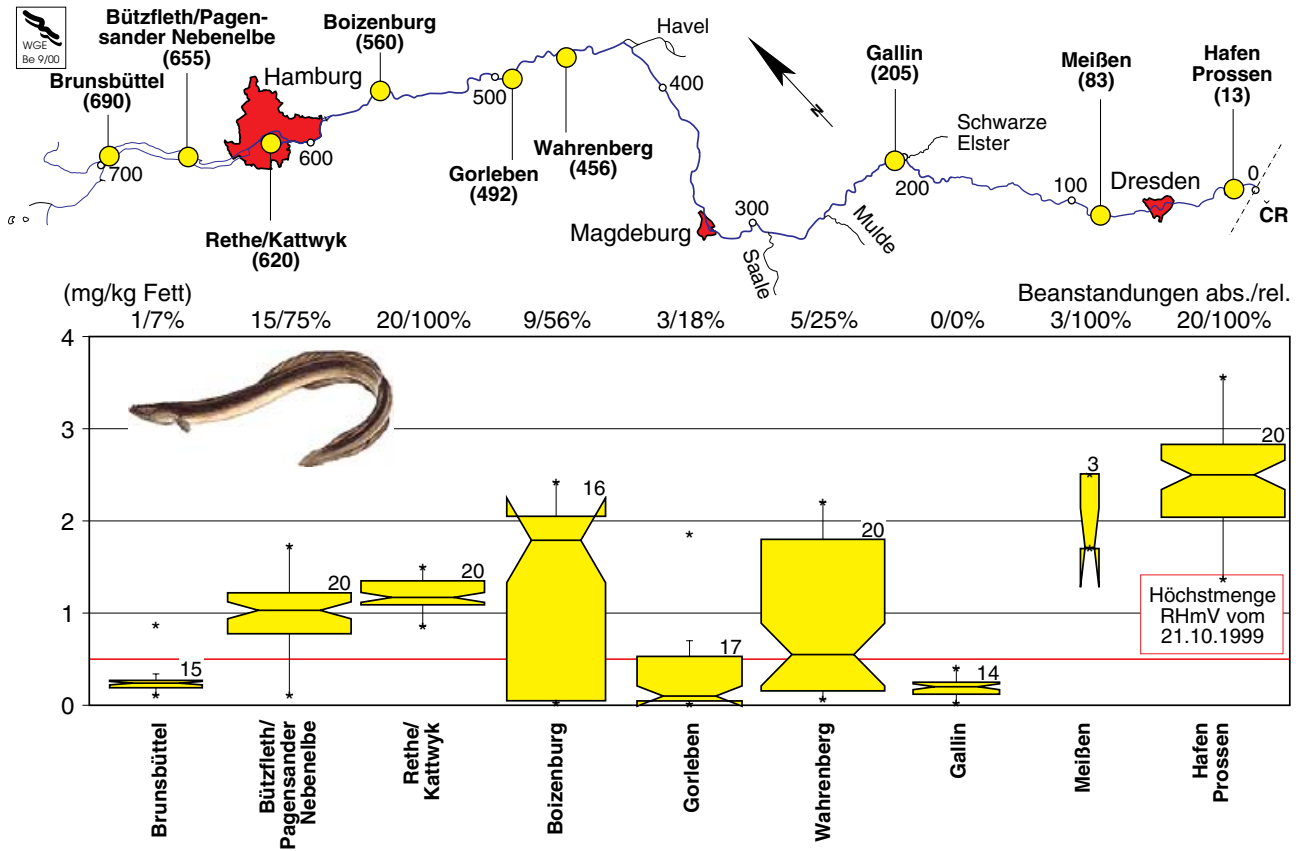 WGE
Be 9/00
Brunsbüttel
(690)
Bützfleth/Pagen-
sander Nebenelbe
(655)
Hamburg
Boizenburg
(560)
Havel
Gallin
(205)
Meißen
(83)
Hafen
Prossen
(13)
700
600
500
400
N
Schwarze
Elster
200
100
Dresden
0
ČR
Rethe/Kattwyk
(620)
Gorleben
(492)
Wahrenberg
(456)
Magdeburg
300
Saale
Mulde
(mg/kg Fett)
Beanstandungen abs./rel.
1/7% 15/75% 20/100% 9/56% 3/18% 5/25% 0/0% 3/100% 20/100%
4
3
2
1
0
15
20
20
16
17
20
14
3
20
Höchstmenge
RHmV vom
21.10.1999
Brunsbüttel
Bützfleth/
Pagensander
Nebenelbe
Rethe/
Kattwyk
Boizenburg
Gorleben
Wahrenberg
Gallin
Meißen
Hafen
Prossen